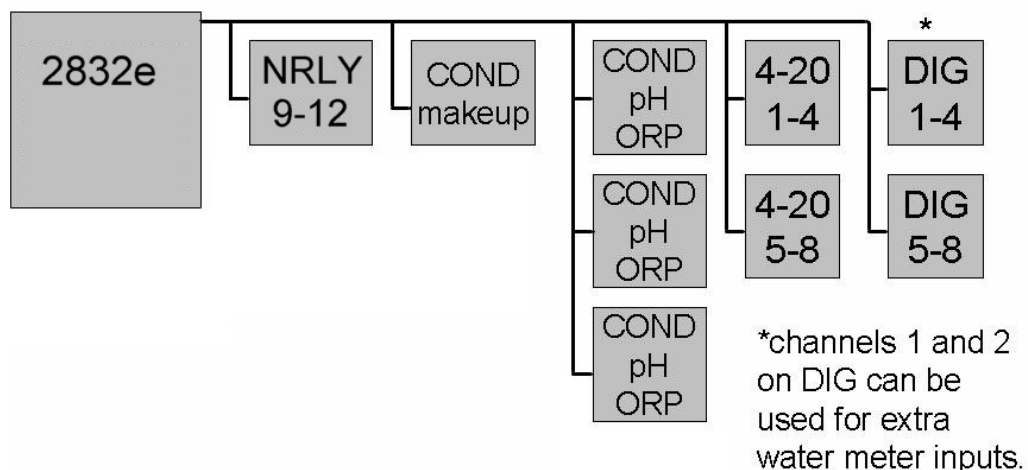 2832e
NRLY
9-12
COND
makeup
COND
pH
ORP
4-20
1-4
*
DIG
1-4
COND
pH
ORP
4-20
5-8
DIG
5-8
COND
pH
ORP
*channels 1 and 2
on DIG can be
used for extra
water meter inputs.